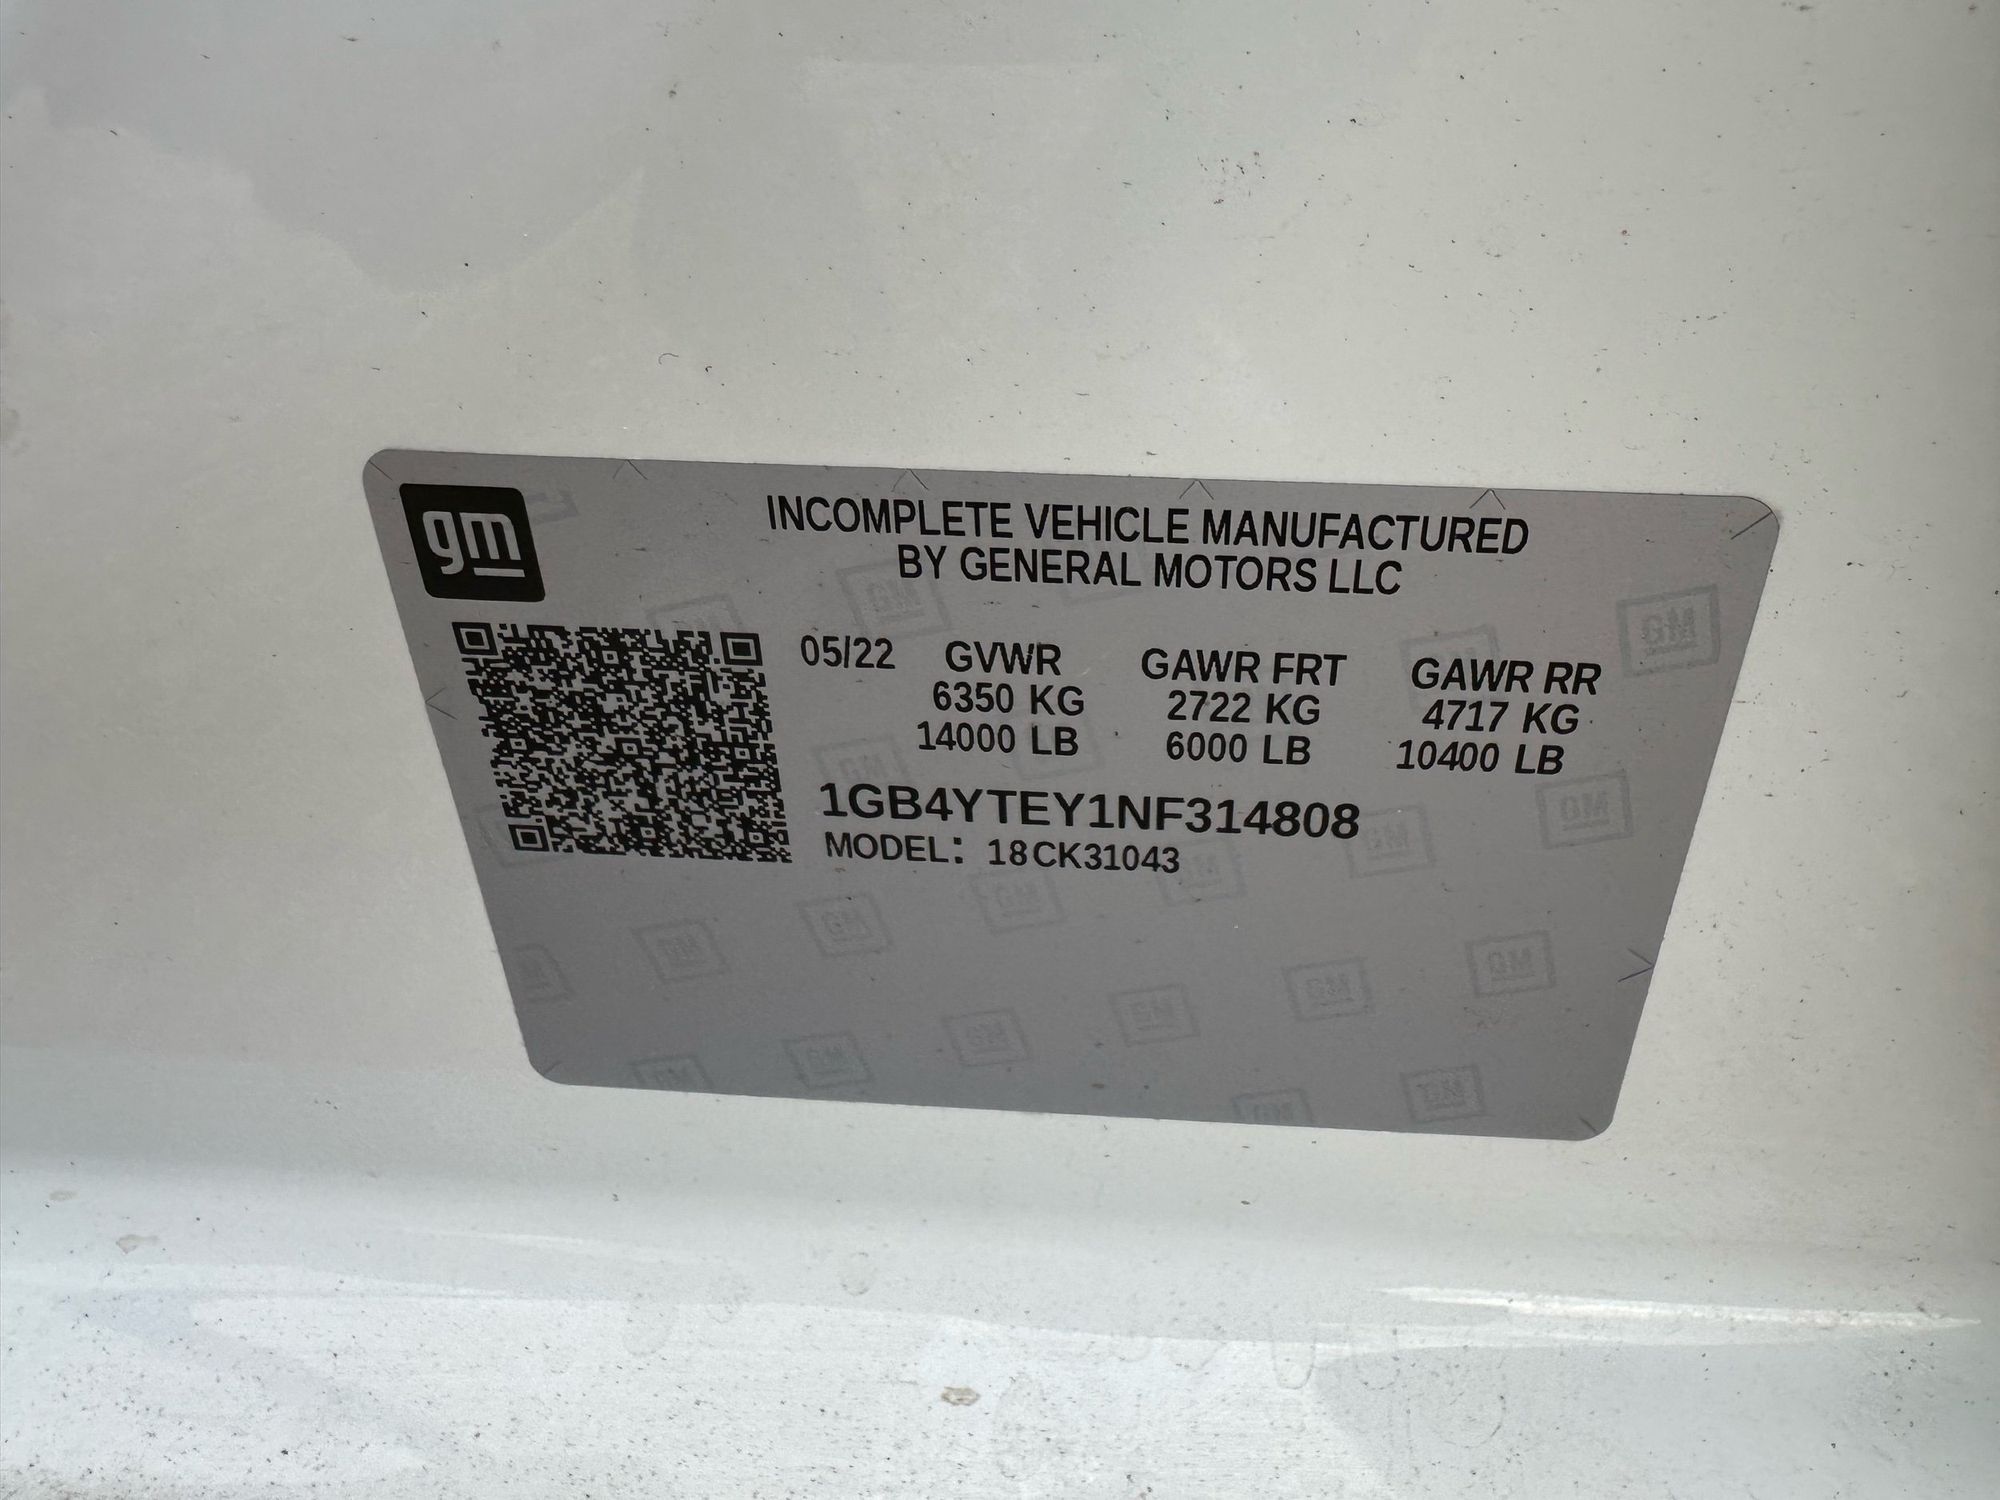 gm
INCOMPLETE VEHICLE MANUFACTURED
BY GENERAL MOTORS LLC
05/22 GVWR GAWR FRT GAWR RR
6350 KG 2722 KG 4717 KG
14000 LB 6000 LB 10400 LB
1GB4YTEY1NF314808
MODEL: 18CK31043